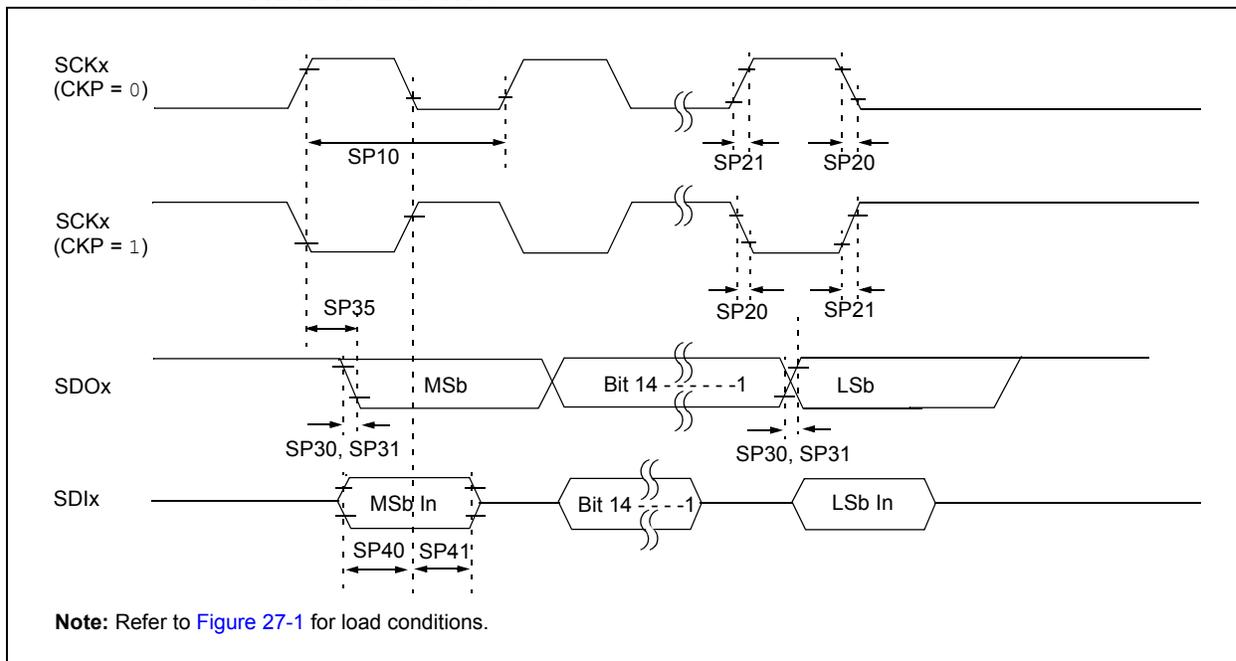 SCKx
(CKP = 0)
SP10
SP21
SP20
SCKx
(CKP = 1)
SP35
SP20
SP21
SDOx
MSb
Bit 14 - - - - - -1
LSb
SP30, SP31
SP30, SP31
SDIx
MSb In
Bit 14 - - - -1
LSb In
SP40
SP41
Note: Refer to Figure 27-1 for load conditions.